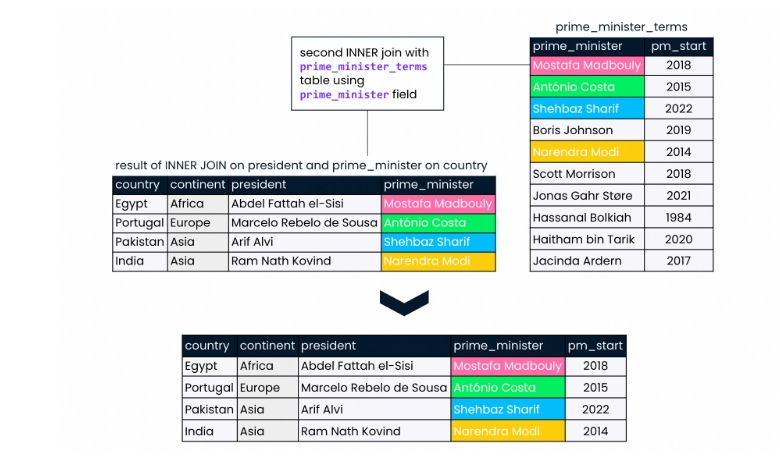 prime_minister_terms
second INNER join with
prime_minister_terms
table using
prime_minister field
prime_minister pm_start
Mostafa Madbouly 2018
António Costa 2015
Shehbaz Sharif 2022
Boris Johnson 2019
Narendra Modi 2014
Scott Morrison 2018
Jonas Gahr Støre 2021
Hassanal Bolkiah 1984
Haitham bin Tarik 2020
Jacinda Ardern 2017
result of INNER JOIN on president and prime_minister on country
country continent president prime_minister
Egypt Africa Abdel Fattah el-Sisi Mostafa Madbouly
Portugal Europe Marcelo Rebelo de Sousa António Costa
Pakistan Asia Arif Alvi Shehbaz Sharif
India Asia Ram Nath Kovind Narendra Modi
country continent president prime_minister pm_start
Egypt Africa Abdel Fattah el-Sisi Mostafa Madbouly 2018
Portugal Europe Marcelo Rebelo de Sousa António Costa 2015
Pakistan Asia Arif Alvi Shehbaz Sharif 2022
India Asia Ram Nath Kovind Narendra Modi 2014